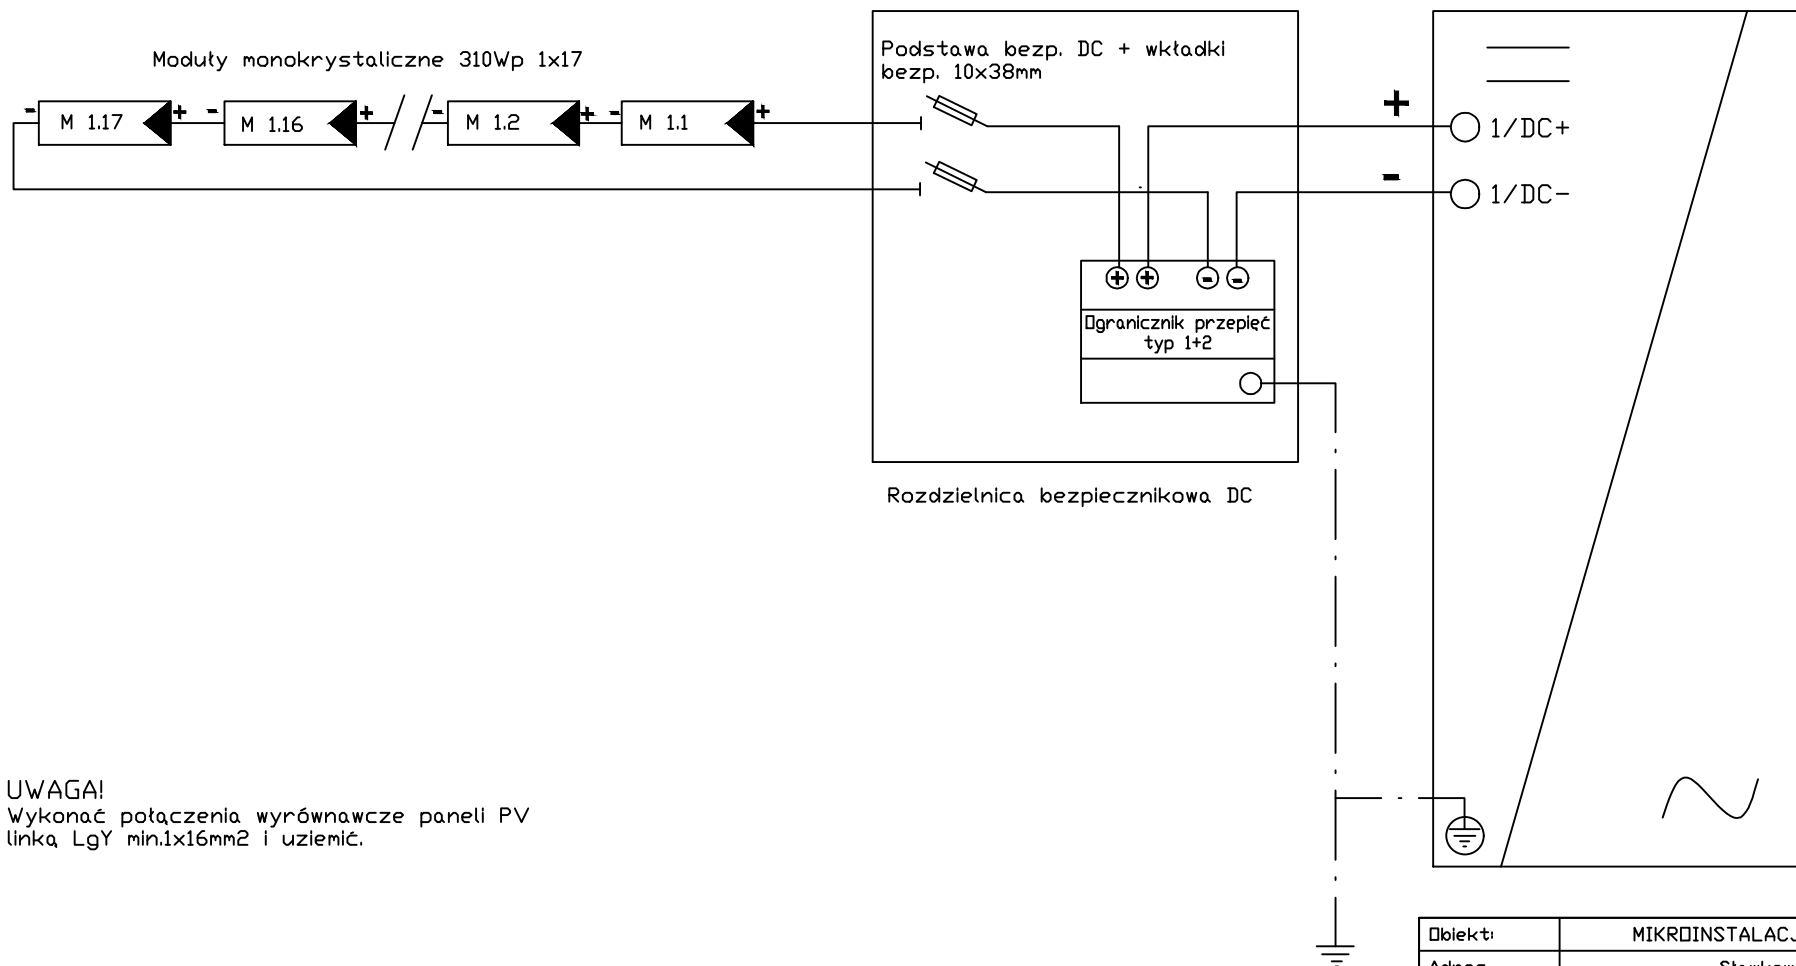 Moduły monokrystaliczne 310Wp 1x17
- M 1.17 + - M 1.16 + - M 1.2 + - M 1.1 +
Podstawa bezp. DC + wkładki
bezp. 10x38mm
+
1/DC+
-
1/DC-
+ + - -
Ogranicznik przepięć
typ 1+2
Rozdzielnica bezpiecznikowa DC
UWAGA!
Wykonać połączenia wyrównawcze paneli PV
linką LgY min.1x16mm2 i uziemić.
Obiekt: MIKROINSTALACJ